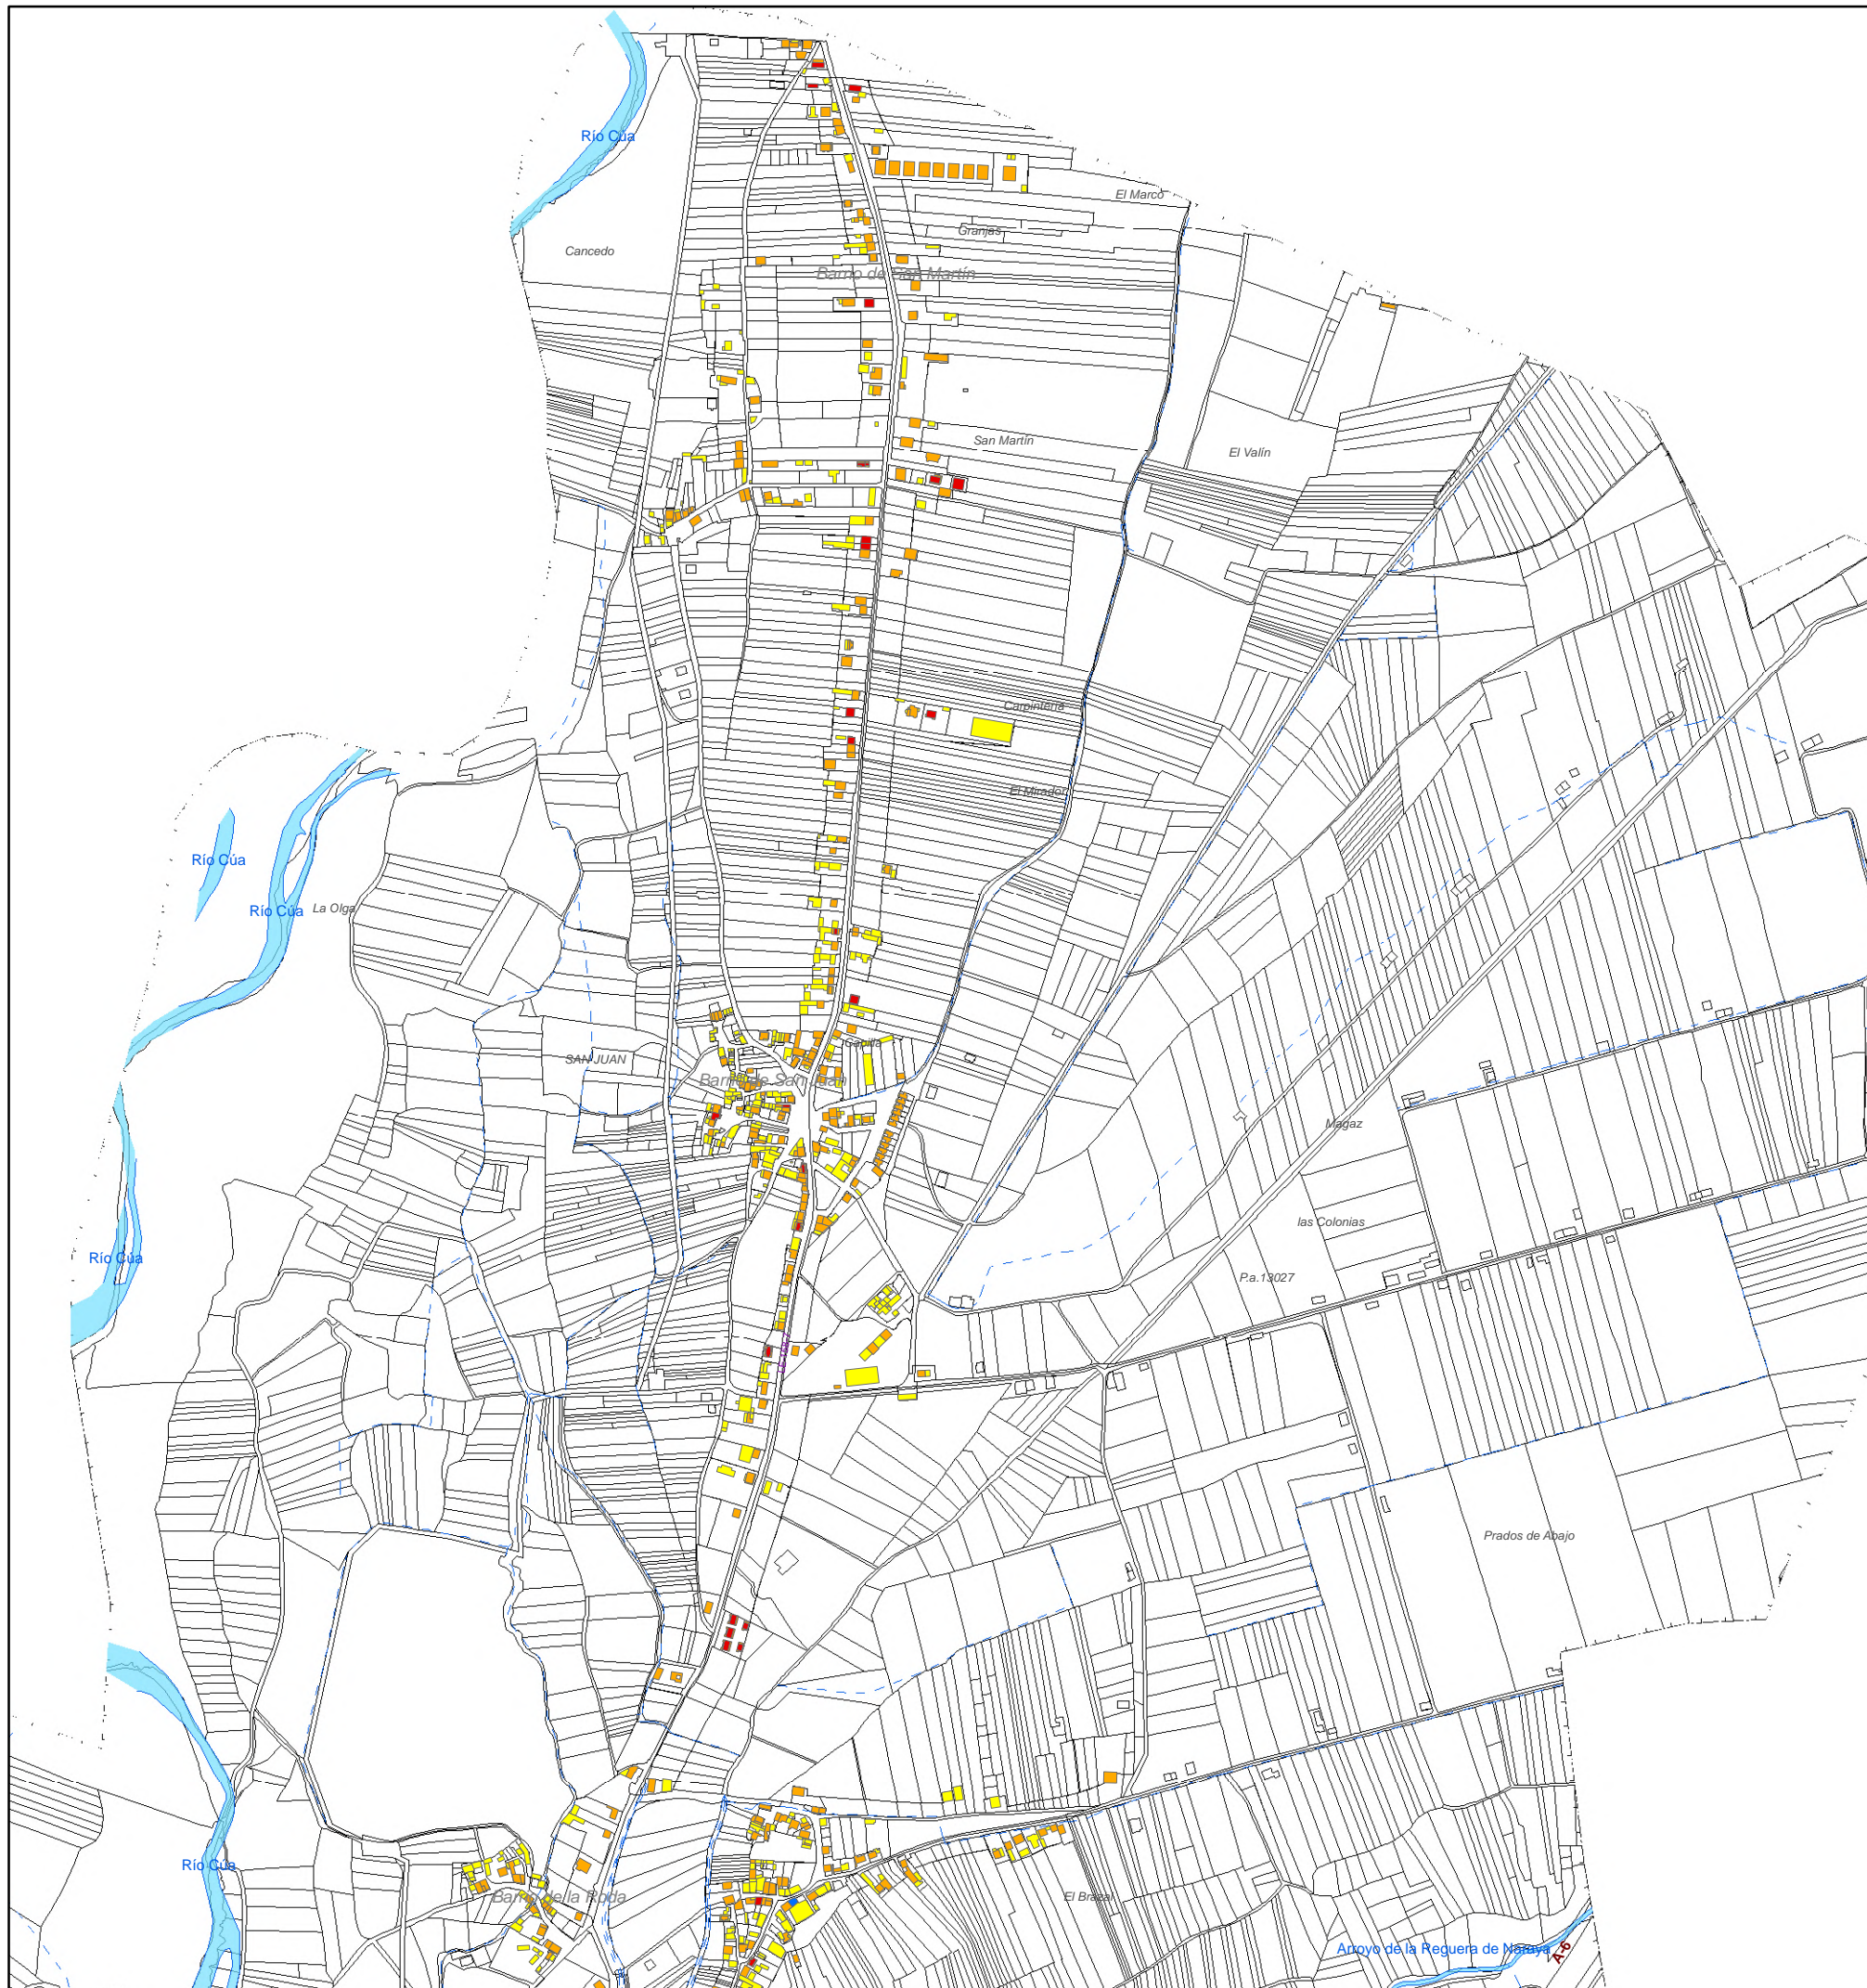 Río Cúa
El Marco
Granjas
Cancedo
Barrio de San Martín
San Martín
El Valín
Carpintería
El Mirador
Río Cúa
La Olga
Río Cúa
Capilla
SAN JUAN
Barrio de San Juan
Magaz
las Colonias
Río Cúa
P.a.13027
Prados de Abajo
Río Cúa
Barrio de la Roda
El Brazal
Arroyo de la Reguera de Naraya
A-6